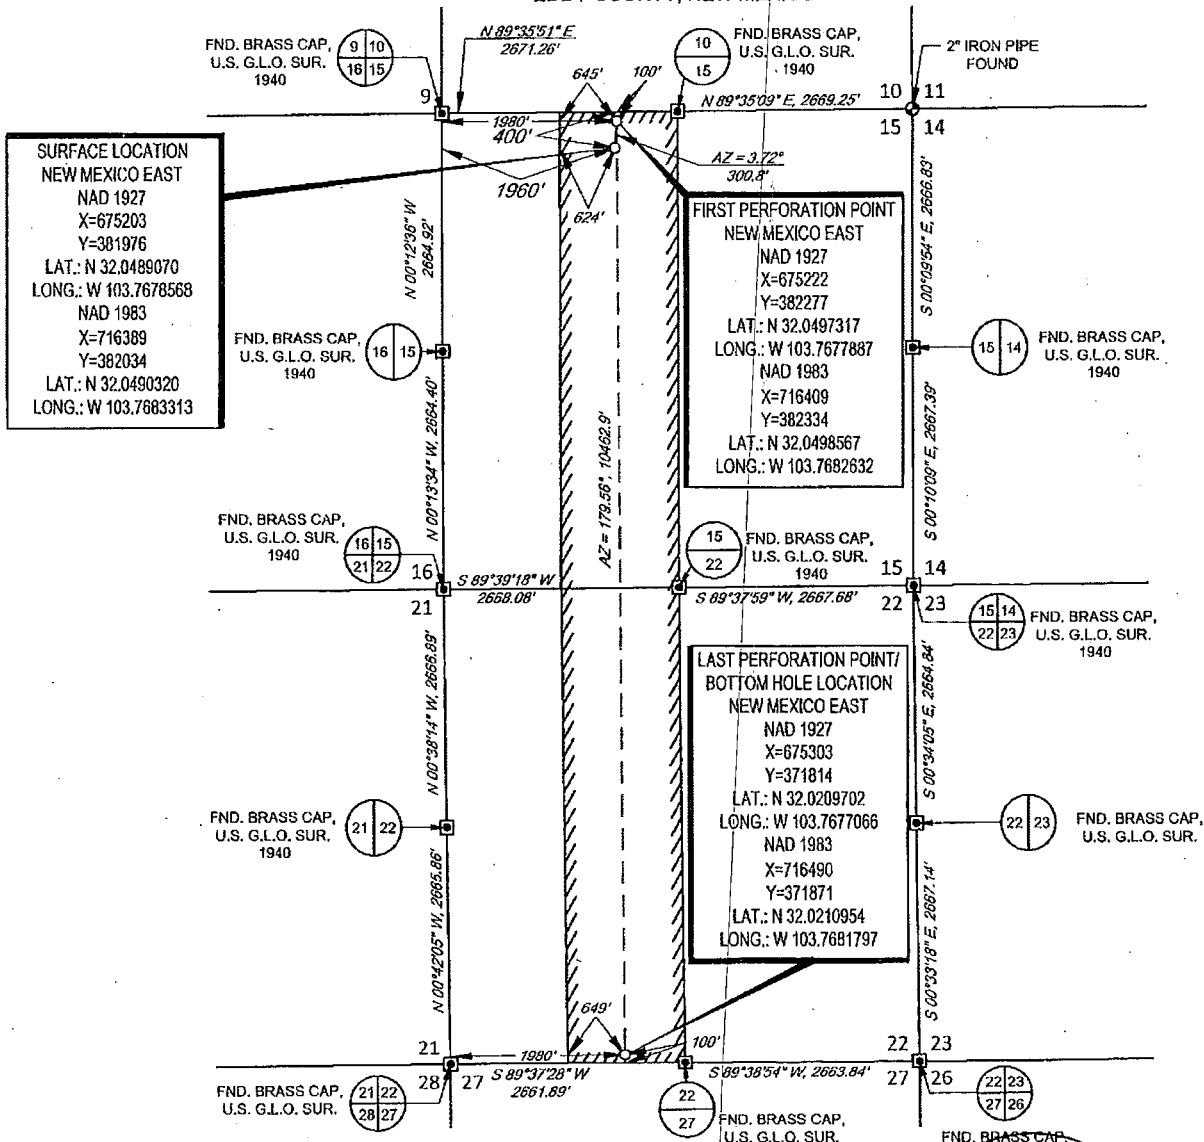 FND. BRASS CAP,
U.S. G.L.O. SUR.
1940
9 10
16 15
N 89°35'51" E
2671.26'
10
15
FND. BRASS CAP,
U.S. G.L.O. SUR.
1940
2" IRON PIPE
FOUND
9
645'
100'
N 89°35'09" E, 2669.25'
10 11
15 14
1980'
400'
1960'
624'
AZ = 3.72°
300.8'
SURFACE LOCATION
NEW MEXICO EAST
NAD 1927
X=675203
Y=381976
LAT.: N 32.0489070
LONG.: W 103.7678568
NAD 1983
X=716389
Y=382034
LAT.: N 32.0490320
LONG.: W 103.7683313
N 00°12'36" W
2664.92'
FIRST PERFORATION POINT
NEW MEXICO EAST
NAD 1927
X=675222
Y=382277
LAT.: N 32.0497317
LONG.: W 103.7677887
NAD 1983
X=716409
Y=382334
LAT.: N 32.0498567
LONG.: W 103.7682632
S 00°09'54" E, 2666.83'
FND. BRASS CAP,
U.S. G.L.O. SUR.
1940
16 15
15 14
FND. BRASS CAP,
U.S. G.L.O. SUR.
1940
N 00°13'34" W, 2664.40'
AZ = 179.56°, 10462.9'
S 00°10'09" E, 2667.39'
FND. BRASS CAP,
U.S. G.L.O. SUR.
1940
16 15
21 22
16
21
S 89°39'18" W
2668.08'
15
22
FND. BRASS CAP,
U.S. G.L.O. SUR.
1940
S 89°37'59" W, 2667.68'
15 14
22 23
15 14
22 23
FND. BRASS CAP,
U.S. G.L.O. SUR.
1940
N 00°38'14" W, 2666.89'
LAST PERFORATION POINT/
BOTTOM HOLE LOCATION
NEW MEXICO EAST
NAD 1927
X=675303
Y=371814
LAT.: N 32.0209702
LONG.: W 103.7677066
NAD 1983
X=716490
Y=371871
LAT.: N 32.0210954
LONG.: W 103.7681797
S 00°34'05" E, 2664.84'
FND. BRASS CAP,
U.S. G.L.O. SUR.
1940
21 22
22 23
FND. BRASS CAP,
U.S. G.L.O. SUR.
N 00°42'05" W, 2665.86'
S 00°33'18" E, 2667.14'
649'
100'
1980'
21
28 27
S 89°37'28" W
2661.89'
S 89°38'54" W, 2663.84'
22 23
27 26
FND. BRASS CAP,
U.S. G.L.O. SUR.
21 22
28 27
22
27
FND. BRASS CAP,
U.S. G.L.O. SUR.
22 23
27 26
FND. BRASS CAP,